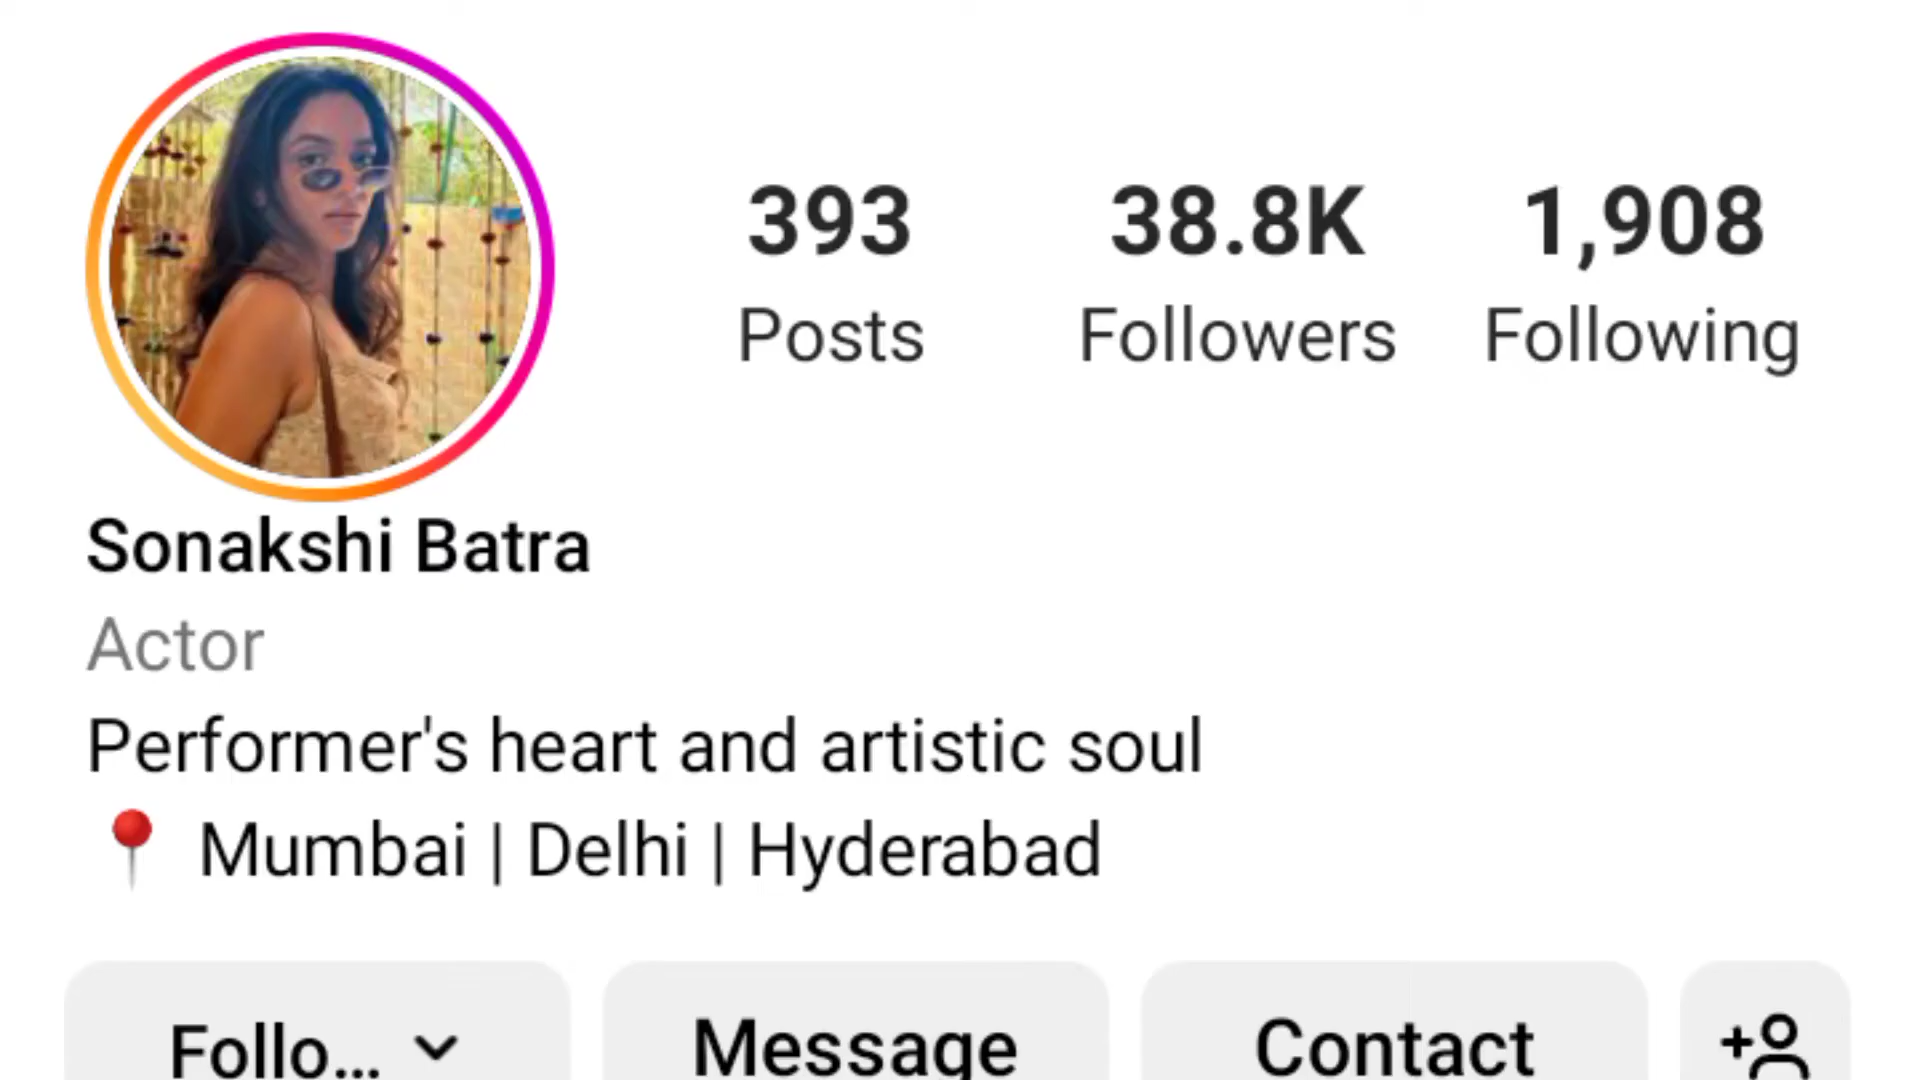 393 38.8K 1,908
Posts Followers Following
Sonakshi Batra
Actor
Performer's heart and artistic soul
📍 Mumbai | Delhi | Hyderabad
Follo... Message Contact